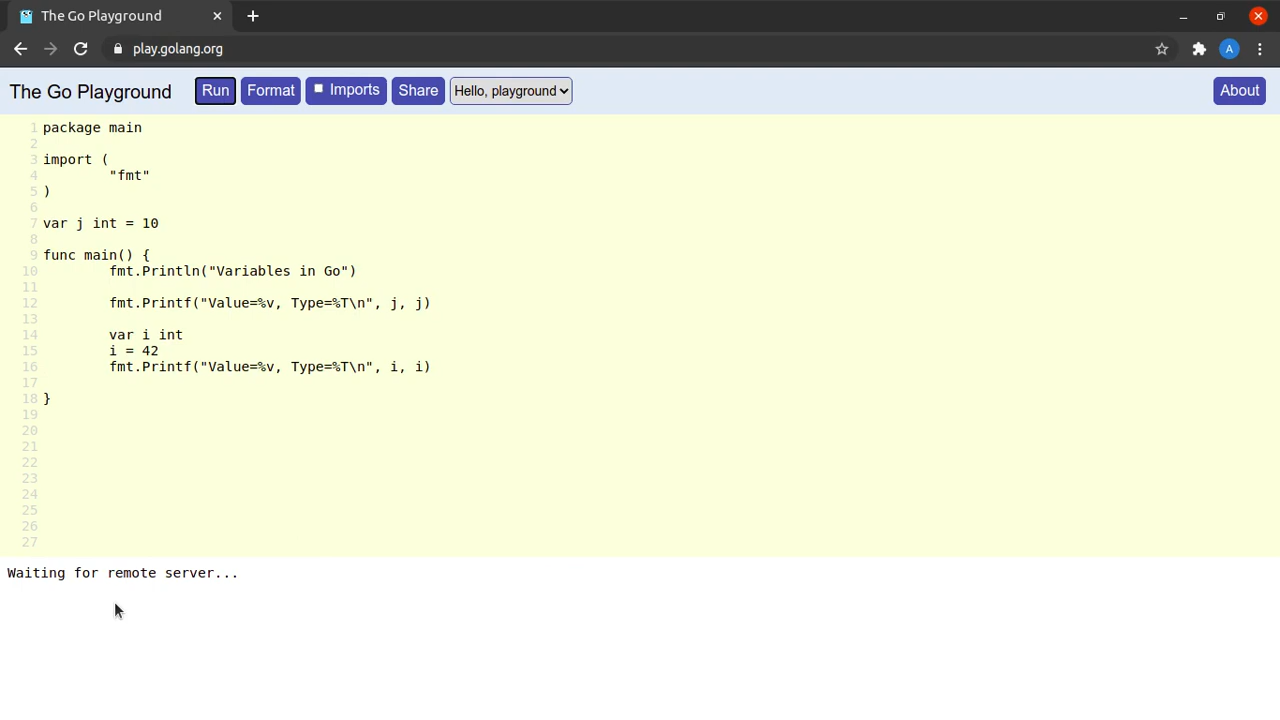 The Go Playground
play.golang.org
A
The Go Playground Run Format Imports Share Hello, playground About
1 package main
2
3 import (
4 "fmt"
5 )
6
7 var j int = 10
8
9 func main() {
10 fmt.Println("Variables in Go")
11
12 fmt.Printf("Value=%v, Type=%T\n", j, j)
13
14 var i int
15 i = 42
16 fmt.Printf("Value=%v, Type=%T\n", i, i)
17
18 }
19
20
21
22
23
24
25
26
27
Waiting for remote server...